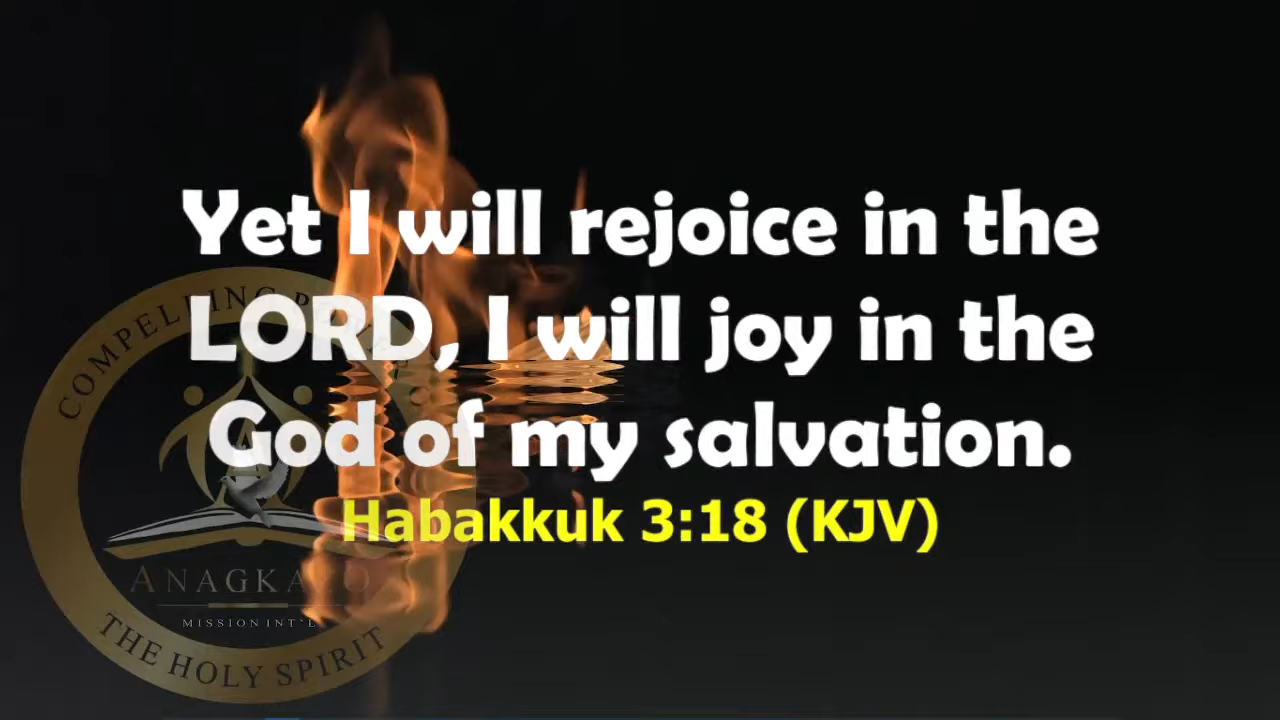 Yet I will rejoice in the
LORD, I will joy in the
God of my salvation.
Habakkuk 3:18 (KJV)
COMPELLING
MISSION INT'L
THE HOLY SPIRIT